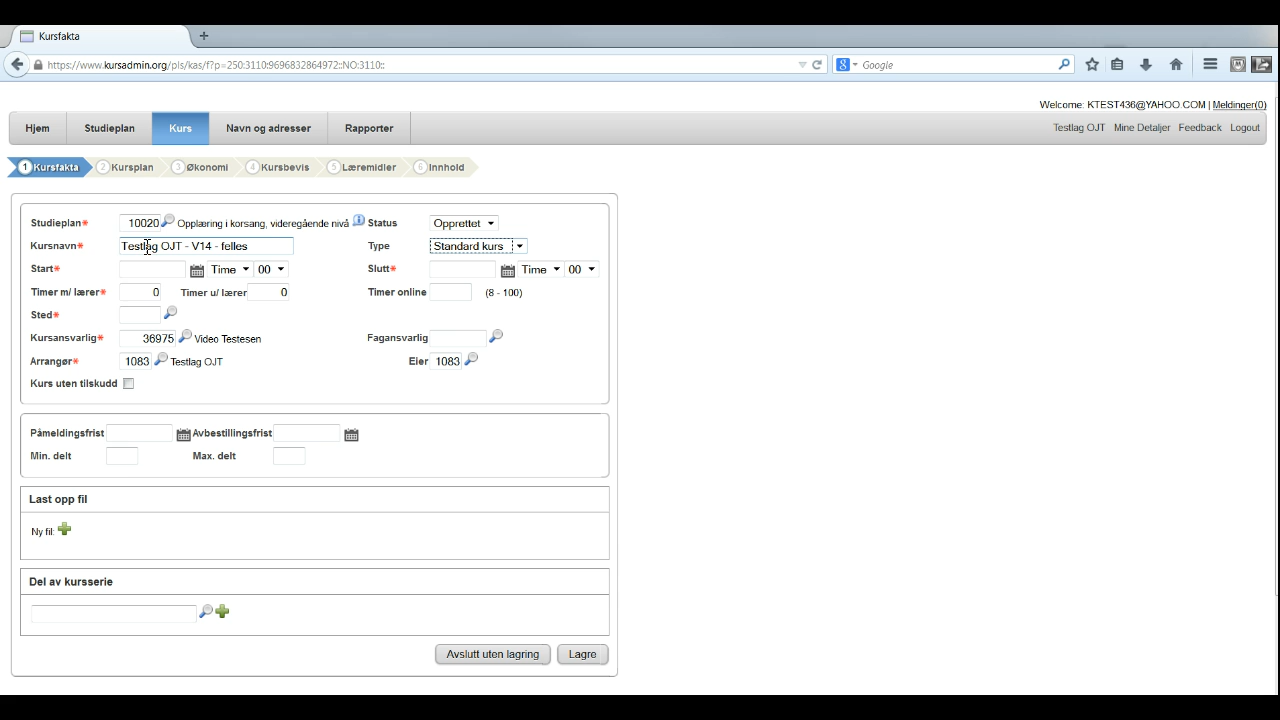 Kursfakta
https://www.kursadmin.org/pls/kas/f?p=250:3110:9696832864972::NO:3110::
Google
Welcome: KTEST436@YAHOO.COM | Meldinger(0)
Hjem Studieplan Kurs Navn og adresser Rapporter
Testlag OJT Mine Detaljer Feedback Logout
1 Kursfakta 2 Kursplan 3 Økonomi 4 Kursbevis 5 Læremidler 6 Innhold
Studieplan* 10020 Opplæring i korsang, videregående nivå Status Opprettet
Kursnavn* Testlag OJT - V14 - felles Type Standard kurs
Start* Time 00 Slutt* Time 00
Timer m/ lærer* 0 Timer u/ lærer 0 Timer online (8 - 100)
Sted*
Kursansvarlig* 36975 Video Testesen Fagansvarlig
Arrangør* 1083 Testlag OJT Eier 1083
Kurs uten tilskudd
Påmeldingsfrist Avbestillingsfrist
Min. delt Max. delt
Last opp fil
Ny fil:
Del av kursserie
Avslutt uten lagring Lagre